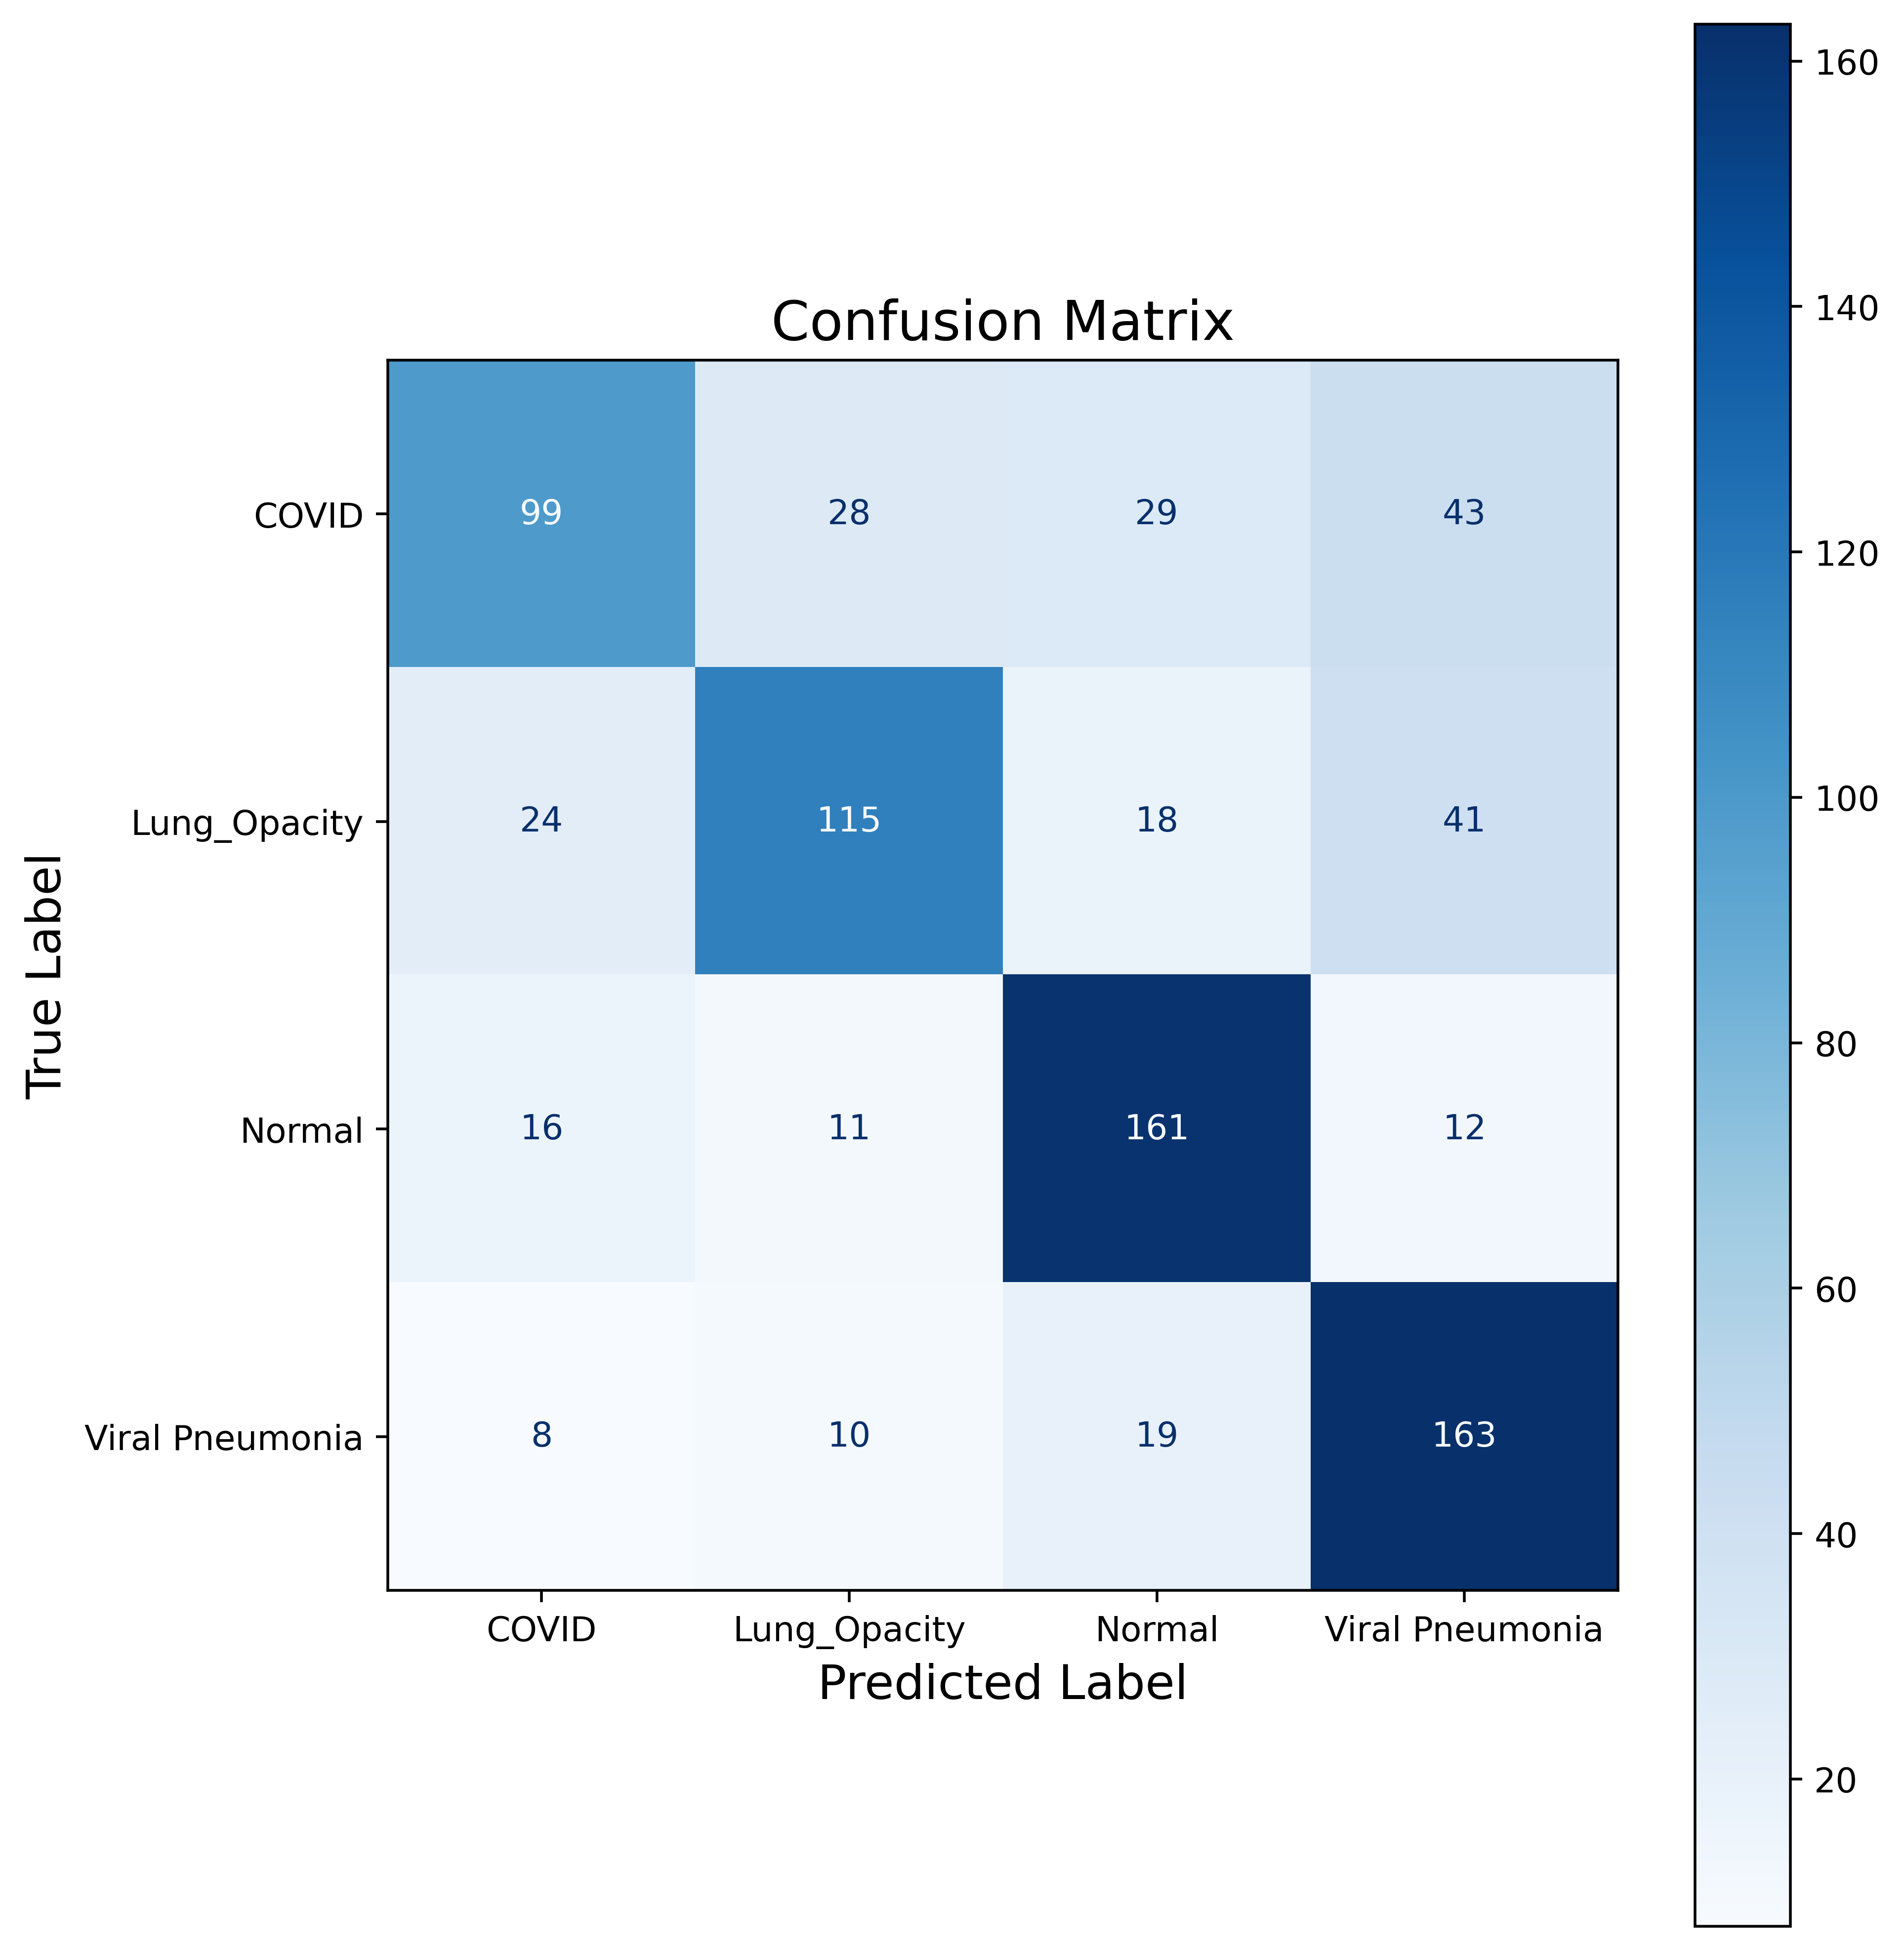 Confusion Matrix
160
140
120
100
80
60
40
20
True Label
COVID 99 28 29 43
Lung_Opacity 24 115 18 41
Normal 16 11 161 12
Viral Pneumonia 8 10 19 163
COVID Lung_Opacity Normal Viral Pneumonia
Predicted Label